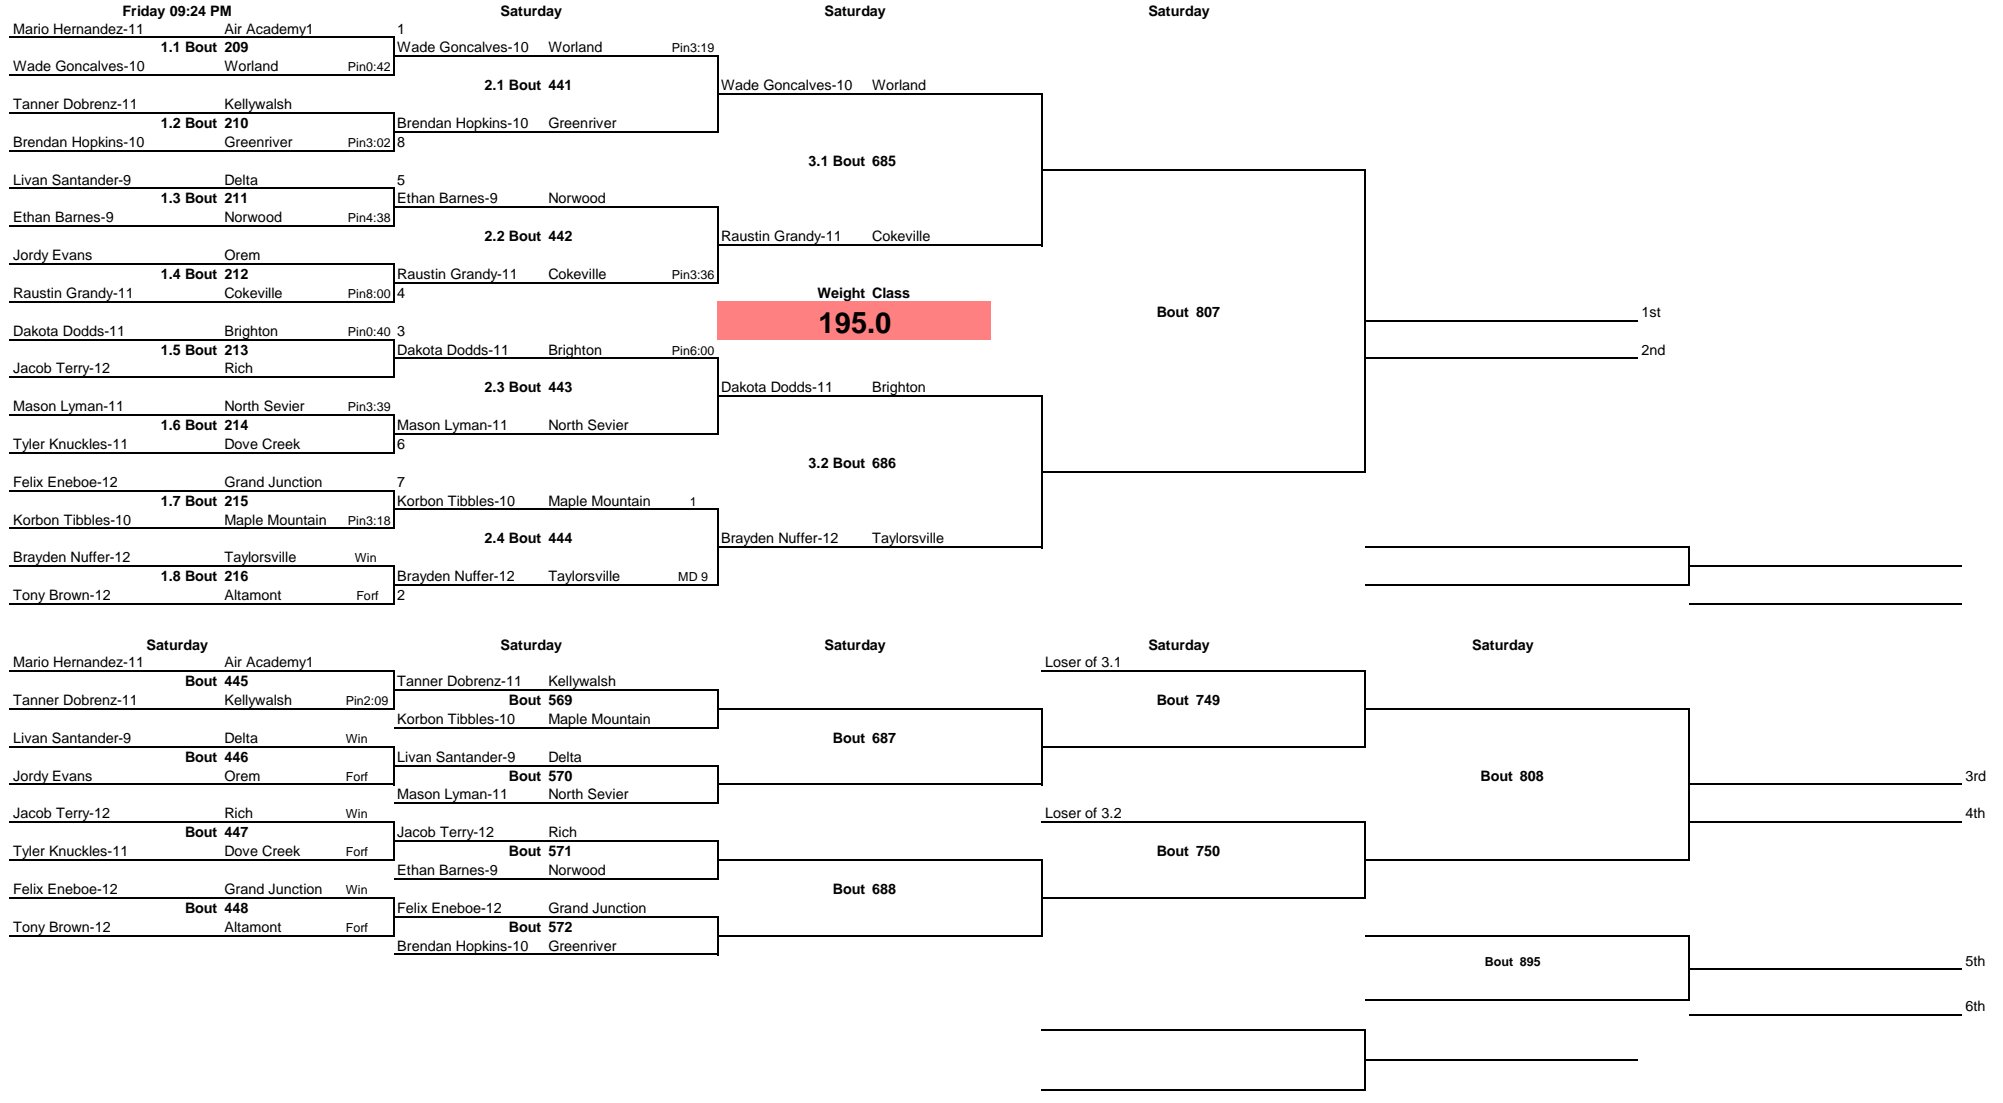 Friday 09:24 PM Saturday Saturday Saturday
Mario Hernandez-11 Air Academy1 1
1.1 Bout 209 Wade Goncalves-10 Worland Pin3:19
Wade Goncalves-10 Worland Pin0:42
2.1 Bout 441 Wade Goncalves-10 Worland
Tanner Dobrenz-11 Kellywalsh
1.2 Bout 210 Brendan Hopkins-10 Greenriver
Brendan Hopkins-10 Greenriver Pin3:02 8
3.1 Bout 685
Livan Santander-9 Delta 5
1.3 Bout 211 Ethan Barnes-9 Norwood
Ethan Barnes-9 Norwood Pin4:38
2.2 Bout 442 Raustin Grandy-11 Cokeville
Jordy Evans Orem
1.4 Bout 212 Raustin Grandy-11 Cokeville Pin3:36
Raustin Grandy-11 Cokeville Pin8:00 4 Weight Class
Bout 807 1st
195.0
Dakota Dodds-11 Brighton Pin0:40 3
1.5 Bout 213 Dakota Dodds-11 Brighton Pin6:00 2nd
Jacob Terry-12 Rich
2.3 Bout 443 Dakota Dodds-11 Brighton
Mason Lyman-11 North Sevier Pin3:39
1.6 Bout 214 Mason Lyman-11 North Sevier
Tyler Knuckles-11 Dove Creek 6
3.2 Bout 686
Felix Eneboe-12 Grand Junction 7
1.7 Bout 215 Korbon Tibbles-10 Maple Mountain 1
Korbon Tibbles-10 Maple Mountain Pin3:18
2.4 Bout 444 Brayden Nuffer-12 Taylorsville
Brayden Nuffer-12 Taylorsville Win
1.8 Bout 216 Brayden Nuffer-12 Taylorsville MD 9
Tony Brown-12 Altamont Forf 2
Saturday Saturday Saturday Saturday Saturday
Mario Hernandez-11 Air Academy1 Loser of 3.1
Bout 445 Tanner Dobrenz-11 Kellywalsh
Tanner Dobrenz-11 Kellywalsh Pin2:09 Bout 569 Bout 749
Korbon Tibbles-10 Maple Mountain
Livan Santander-9 Delta Win Bout 687
Bout 446 Livan Santander-9 Delta
Jordy Evans Orem Forf Bout 570 Bout 808 3rd
Mason Lyman-11 North Sevier
Jacob Terry-12 Rich Win Loser of 3.2 4th
Bout 447 Jacob Terry-12 Rich
Tyler Knuckles-11 Dove Creek Forf Bout 571 Bout 750
Ethan Barnes-9 Norwood
Felix Eneboe-12 Grand Junction Win Bout 688
Bout 448 Felix Eneboe-12 Grand Junction
Tony Brown-12 Altamont Forf Bout 572
Brendan Hopkins-10 Greenriver
Bout 895 5th
6th